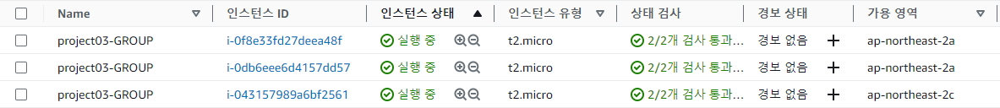 Name 인스턴스 ID 인스턴스 상태 인스턴스 유형 상태 검사 경보 상태 가용 영역
project03-GROUP i-0f8e33fd27deea48f 실행 중 t2.micro 2/2개 검사 통과... 경보 없음 ap-northeast-2a
project03-GROUP i-0db6eee6d4157dd57 실행 중 t2.micro 2/2개 검사 통과... 경보 없음 ap-northeast-2a
project03-GROUP i-043157989a6bf2561 실행 중 t2.micro 2/2개 검사 통과... 경보 없음 ap-northeast-2c